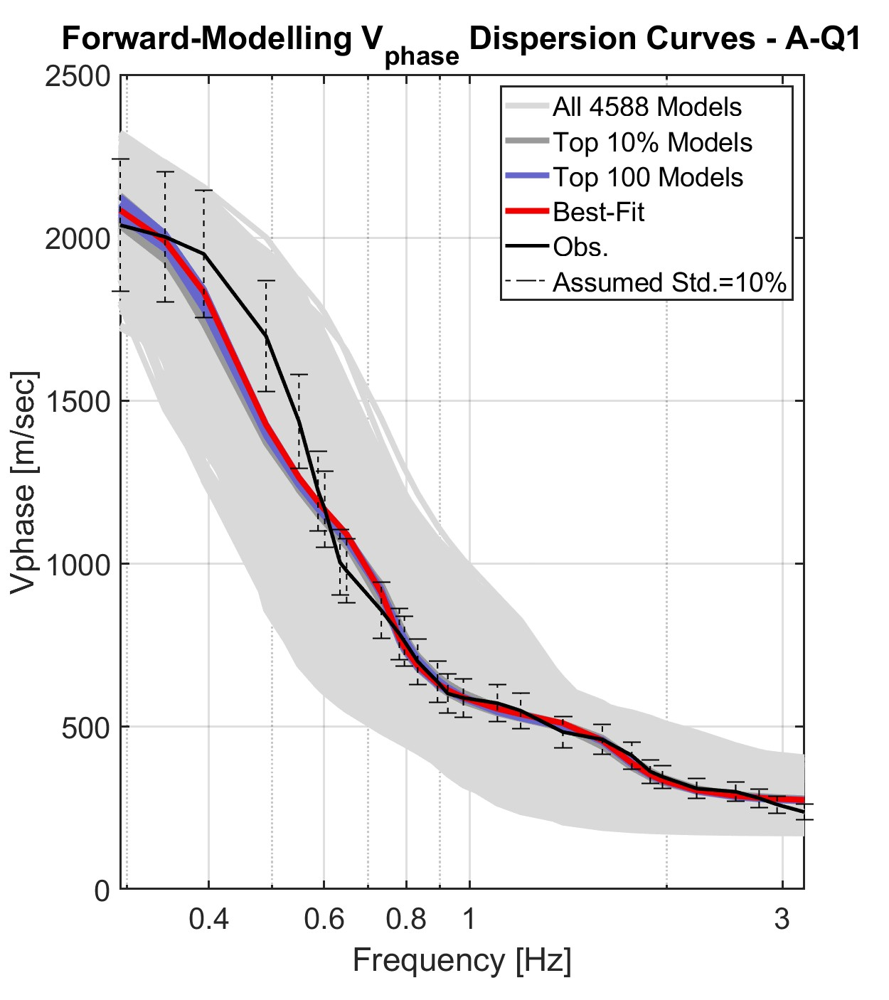 Forward-Modelling Vphase Dispersion Curves - A-Q1
2500
2000
1500
1000
500
0
Vphase [m/sec]
All 4588 Models
Top 10% Models
Top 100 Models
Best-Fit
Obs.
Assumed Std.=10%
0.4 0.6 0.8 1 3
Frequency [Hz]